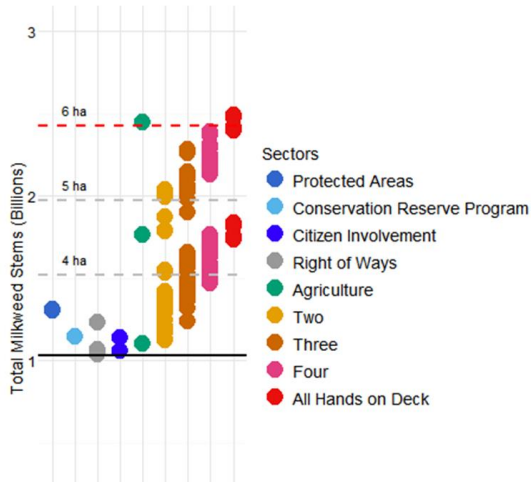 3
6 ha
5 ha
2
4 ha
1
Total Milkweed Stems (Billions)
Sectors
Protected Areas
Conservation Reserve Program
Citizen Involvement
Right of Ways
Agriculture
Two
Three
Four
All Hands on Deck